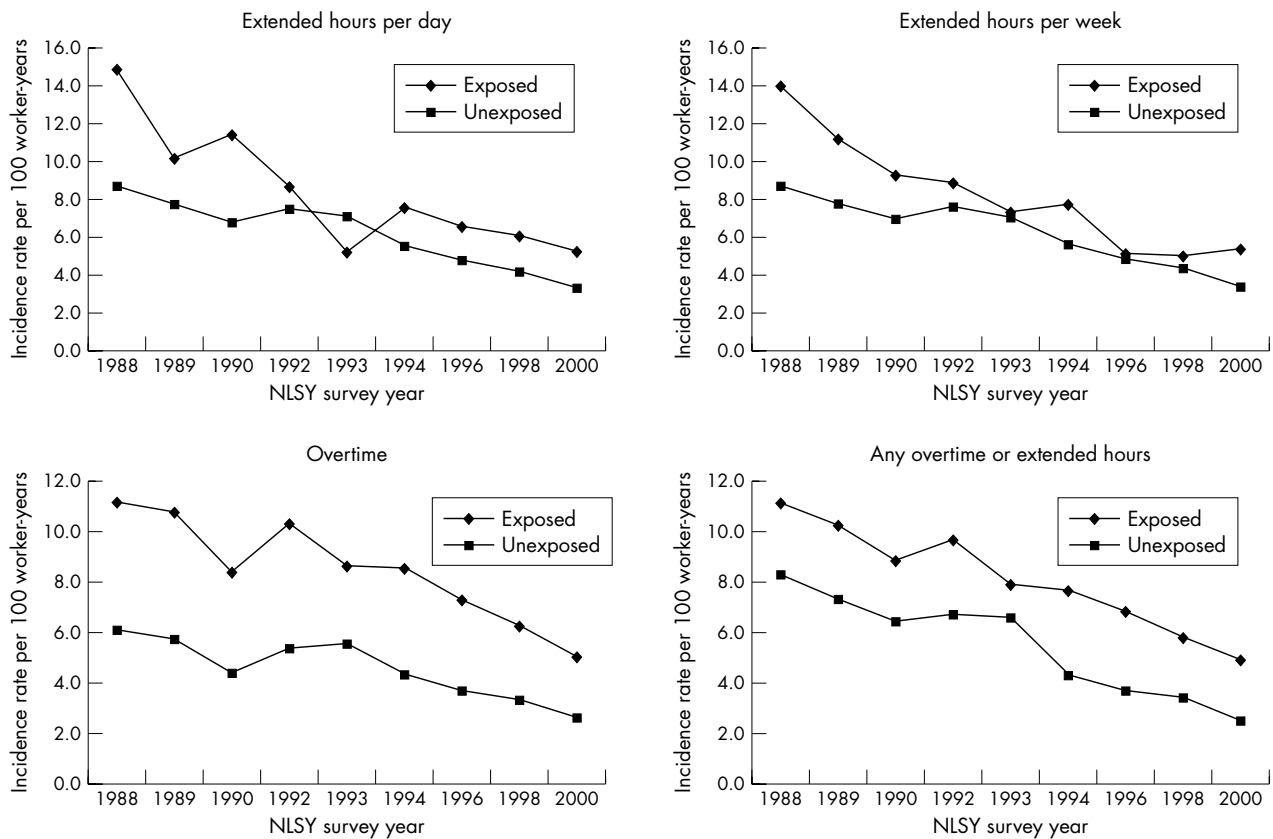 Extended hours per day
Incidence rate per 100 worker-years
16.0
14.0
12.0
10.0
8.0
6.0
4.0
2.0
0.0
Exposed
Unexposed
1988 1989 1990 1992 1993 1994 1996 1998 2000
NLSY survey year
Extended hours per week
Incidence rate per 100 worker-years
16.0
14.0
12.0
10.0
8.0
6.0
4.0
2.0
0.0
Exposed
Unexposed
1988 1989 1990 1992 1993 1994 1996 1998 2000
NLSY survey year
Overtime
Incidence rate per 100 worker-years
12.0
10.0
8.0
6.0
4.0
2.0
0.0
Exposed
Unexposed
1988 1989 1990 1992 1993 1994 1996 1998 2000
NLSY survey year
Any overtime or extended hours
Incidence rate per 100 worker-years
12.0
10.0
8.0
6.0
4.0
2.0
0.0
Exposed
Unexposed
1988 1989 1990 1992 1993 1994 1996 1998 2000
NLSY survey year